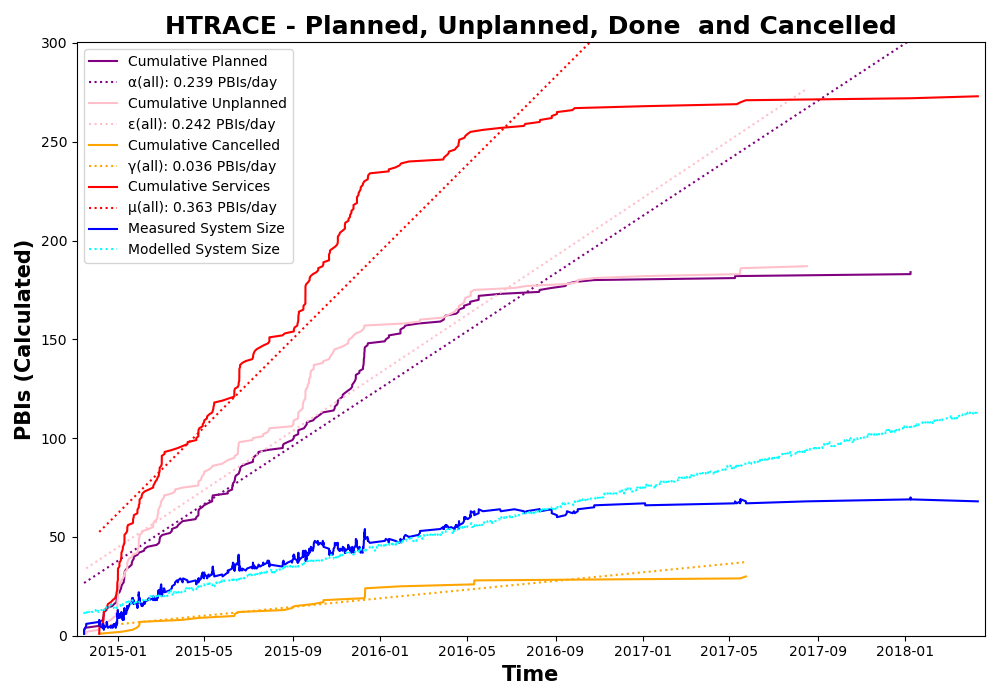 HTRACE - Planned, Unplanned, Done  and Cancelled
PBIs (Calculated)
300
250
200
150
100
50
0
Cumulative Planned
α(all): 0.239 PBIs/day
Cumulative Unplanned
ε(all): 0.242 PBIs/day
Cumulative Cancelled
γ(all): 0.036 PBIs/day
Cumulative Services
μ(all): 0.363 PBIs/day
Measured System Size
Modelled System Size
2015-01 2015-05 2015-09 2016-01 2016-05 2016-09 2017-01 2017-05 2017-09 2018-01
Time